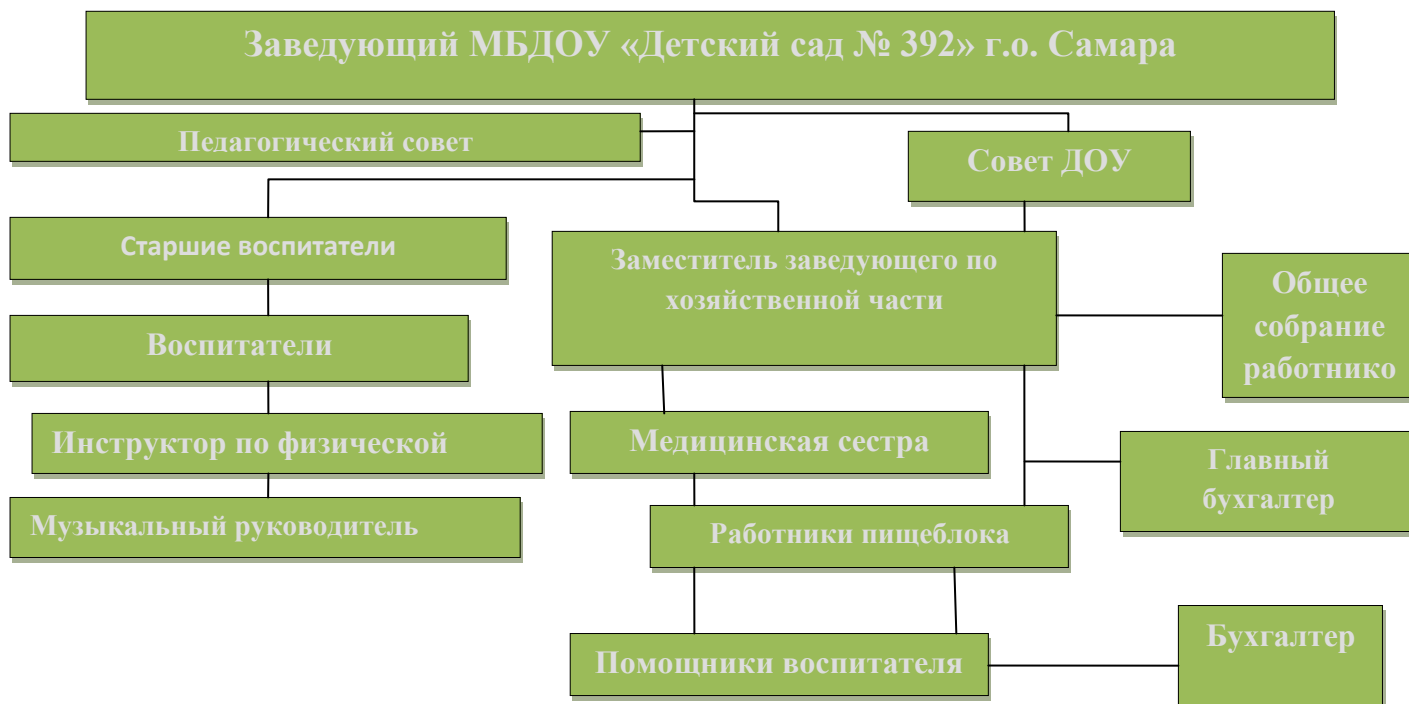 Заведующий МБДОУ «Детский сад № 392» г.о. Самара
Педагогический совет
Совет ДОУ
Старшие воспитатели
Заместитель заведующего по
хозяйственной части
Общее
собрание
работнико
Воспитатели
Инструктор по физической
Медицинская сестра
Главный
бухгалтер
Музыкальный руководитель
Работники пищеблока
Помощники воспитателя
Бухгалтер